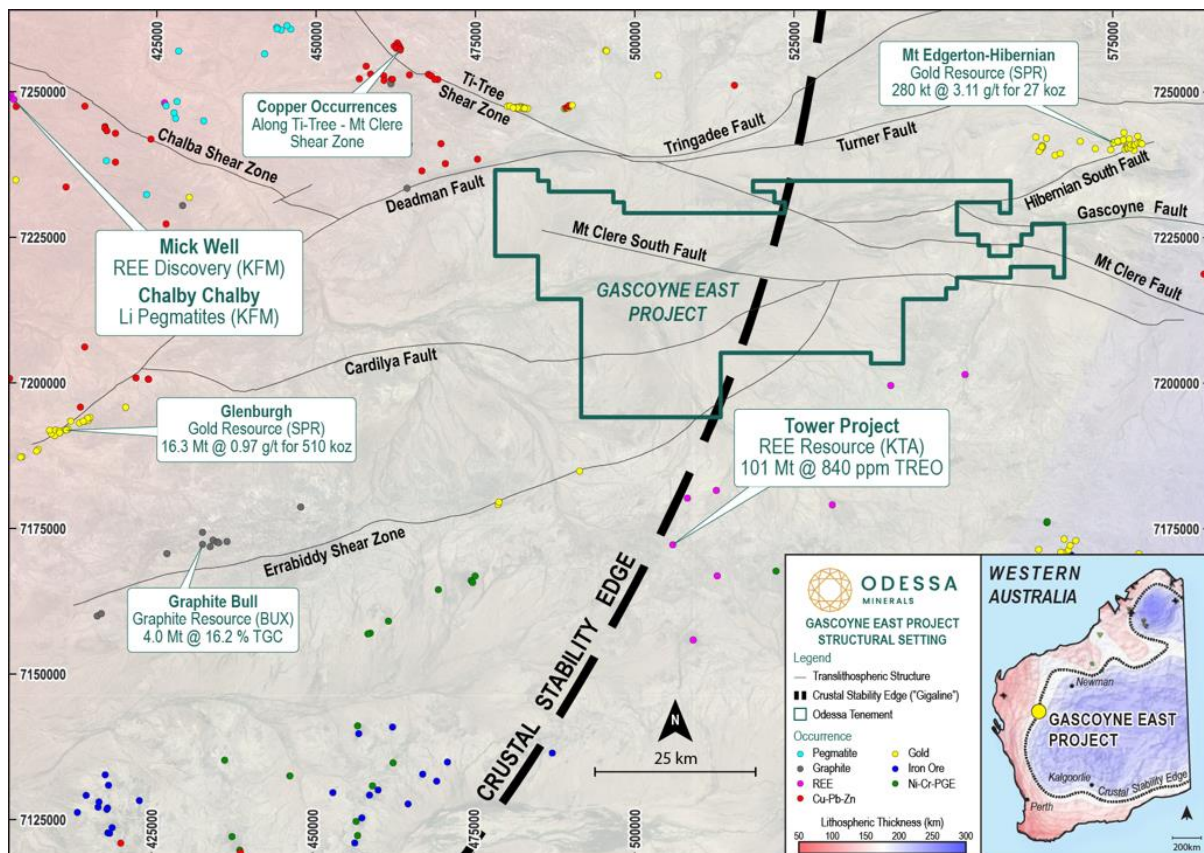 425000
450000
475000
500000
525000
575000
7250000
7250000
Mt Edgerton-Hibernian
Gold Resource (SPR)
280 kt @ 3.11 g/t for 27 koz
Copper Occurrences
Along Ti-Tree - Mt Clere
Shear Zone
Ti-Tree
Shear Zone
Tringadee Fault
Turner Fault
Chalba Shear Zone
Deadman Fault
Hibernian South Fault
Gascoyne Fault
7225000
7225000
Mick Well
REE Discovery (KFM)
Chalby Chalby
Li Pegmatites (KFM)
Mt Clere South Fault
Mt Clere Fault
GASCOYNE EAST
PROJECT
Cardilya Fault
7200000
7200000
Glenburgh
Gold Resource (SPR)
16.3 Mt @ 0.97 g/t for 510 koz
Tower Project
REE Resource (KTA)
101 Mt @ 840 ppm TREO
7175000
7175000
Errabiddy Shear Zone
Graphite Bull
Graphite Resource (BUX)
4.0 Mt @ 16.2 % TGC
CRUSTAL STABILITY EDGE
7150000
N
25 km
7125000
425000
450000
475000
500000
ODESSA
MINERALS
GASCOYNE EAST PROJECT
STRUCTURAL SETTING
Legend
Translithospheric Structure
Crustal Stability Edge ("Gigaline")
Odessa Tenement
Occurrence
Pegmatite
Gold
Graphite
Iron Ore
REE
Ni-Cr-PGE
Cu-Pb-Zn
Lithospheric Thickness (km)
50 100 150 200 250 300
WESTERN
AUSTRALIA
Newman
GASCOYNE EAST
PROJECT
Kalgoorlie
Crustal Stability Edge
Perth
200km